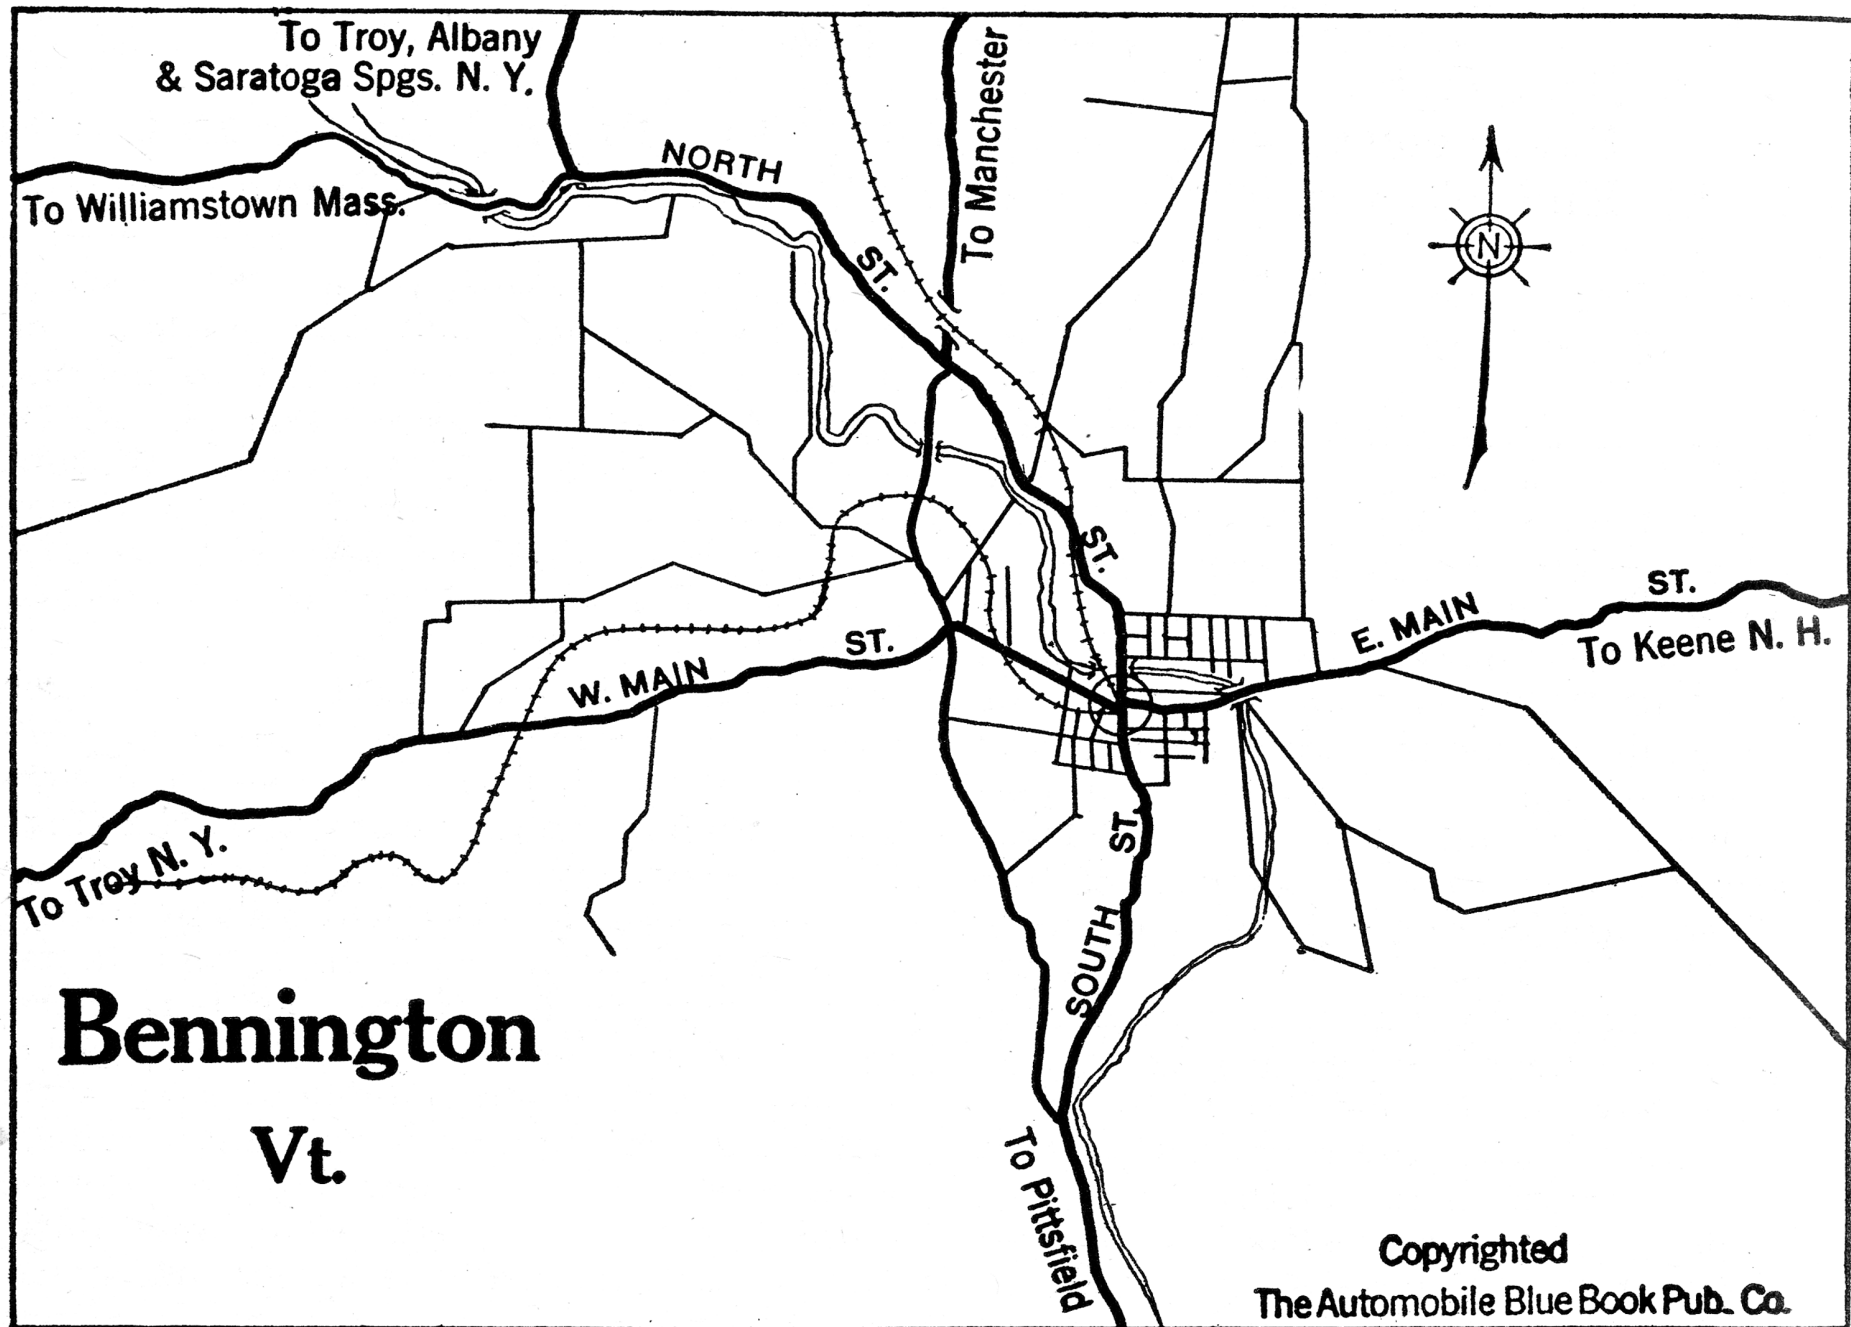 To Troy, Albany
& Saratoga Spgs. N. Y.
To Williamstown Mass.
NORTH
ST.
To Manchester
N
ST.
ST.
E. MAIN
To Keene N. H.
ST.
W. MAIN
To Troy N. Y.
ST.
SOUTH
Bennington
Vt.
To Pittsfield
Copyrighted
The Automobile Blue Book Pub. Co.